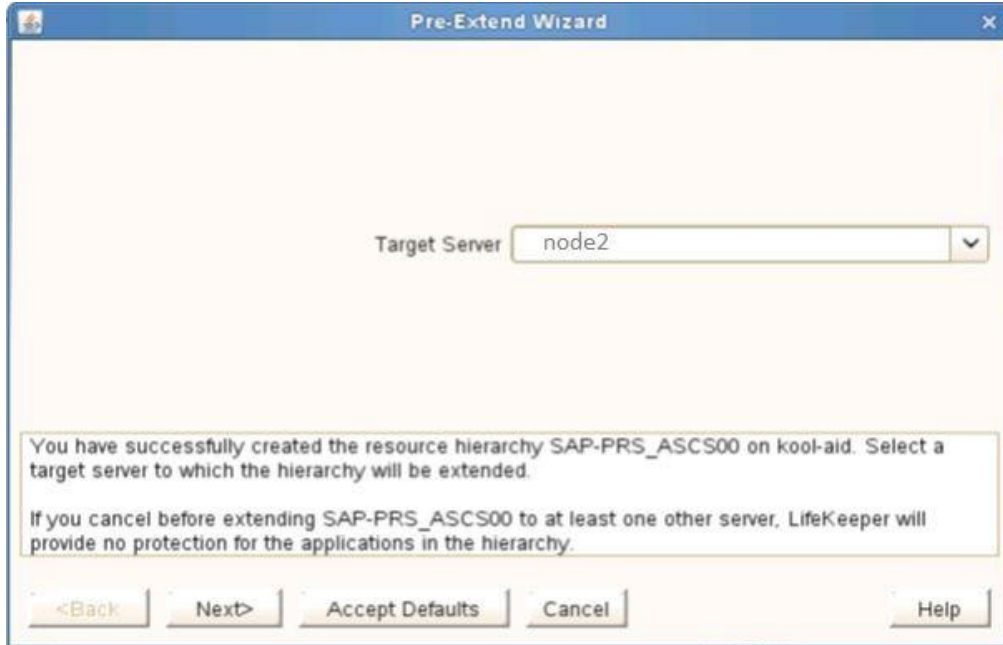 Pre-Extend Wizard
Target Server node2
You have successfully created the resource hierarchy SAP-PRS_ASCS00 on kool-aid. Select a
target server to which the hierarchy will be extended.
If you cancel before extending SAP-PRS_ASCS00 to at least one other server, LifeKeeper will
provide no protection for the applications in the hierarchy.
<Back Next> Accept Defaults Cancel Help